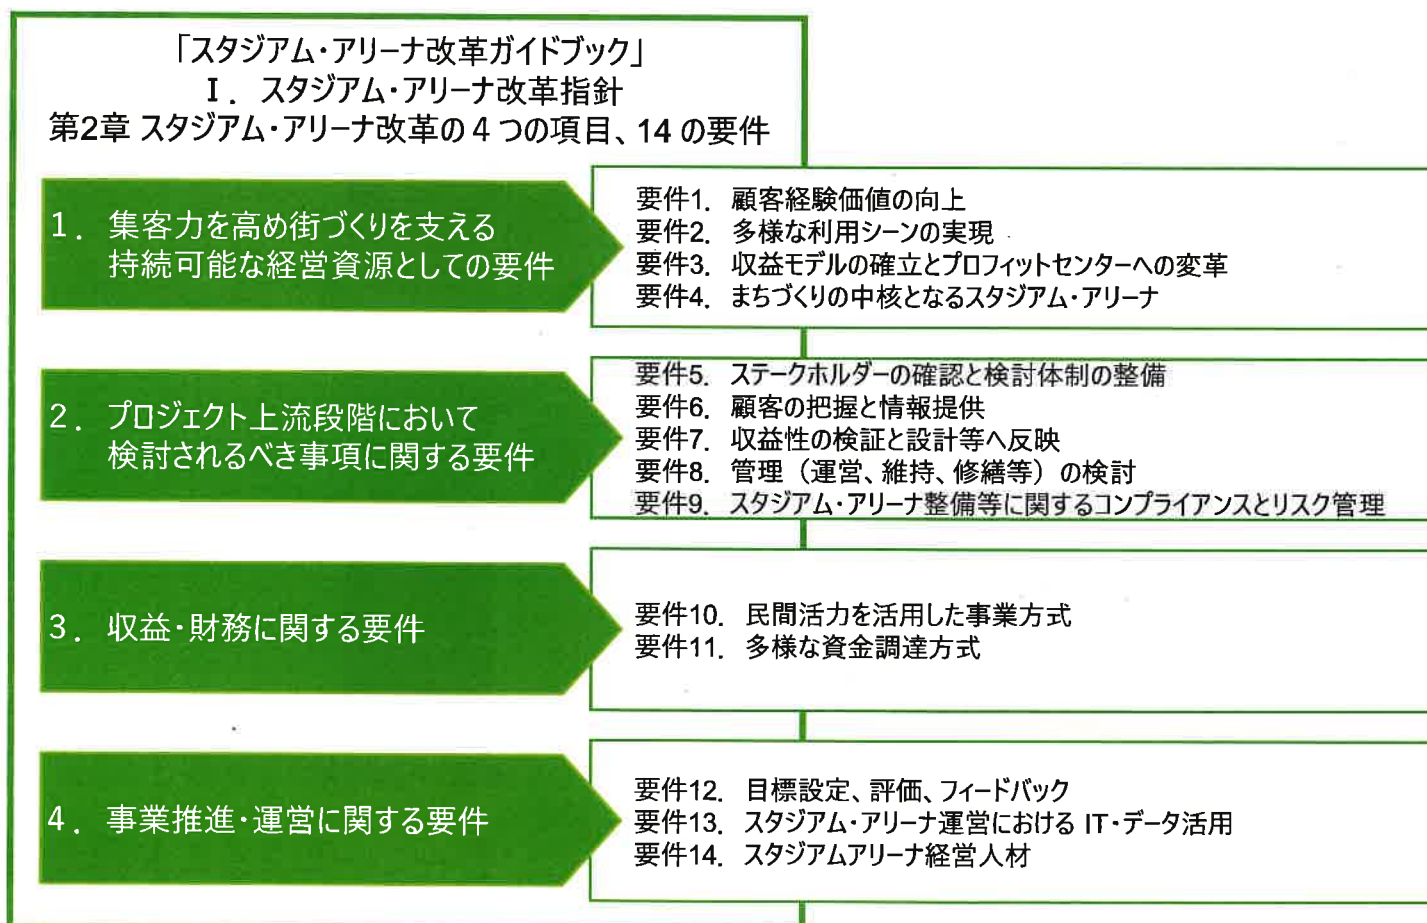 「スタジアム・アリーナ改革ガイドブック」
Ⅰ．スタジアム・アリーナ改革指針
第2章 スタジアム・アリーナ改革の４つの項目、14 の要件
１．集客力を高め街づくりを支える
持続可能な経営資源としての要件
要件1．顧客経験価値の向上
要件2．多様な利用シーンの実現
要件3．収益モデルの確立とプロフィットセンターへの変革
要件4．まちづくりの中核となるスタジアム・アリーナ
２．プロジェクト上流段階において
検討されるべき事項に関する要件
要件5．ステークホルダーの確認と検討体制の整備
要件6．顧客の把握と情報提供
要件7．収益性の検証と設計等へ反映
要件8．管理（運営、維持、修繕等）の検討
要件9．スタジアム・アリーナ整備等に関するコンプライアンスとリスク管理
３．収益・財務に関する要件
要件10．民間活力を活用した事業方式
要件11．多様な資金調達方式
４．事業推進・運営に関する要件
要件12．目標設定、評価、フィードバック
要件13．スタジアム・アリーナ運営における IT・データ活用
要件14．スタジアムアリーナ経営人材